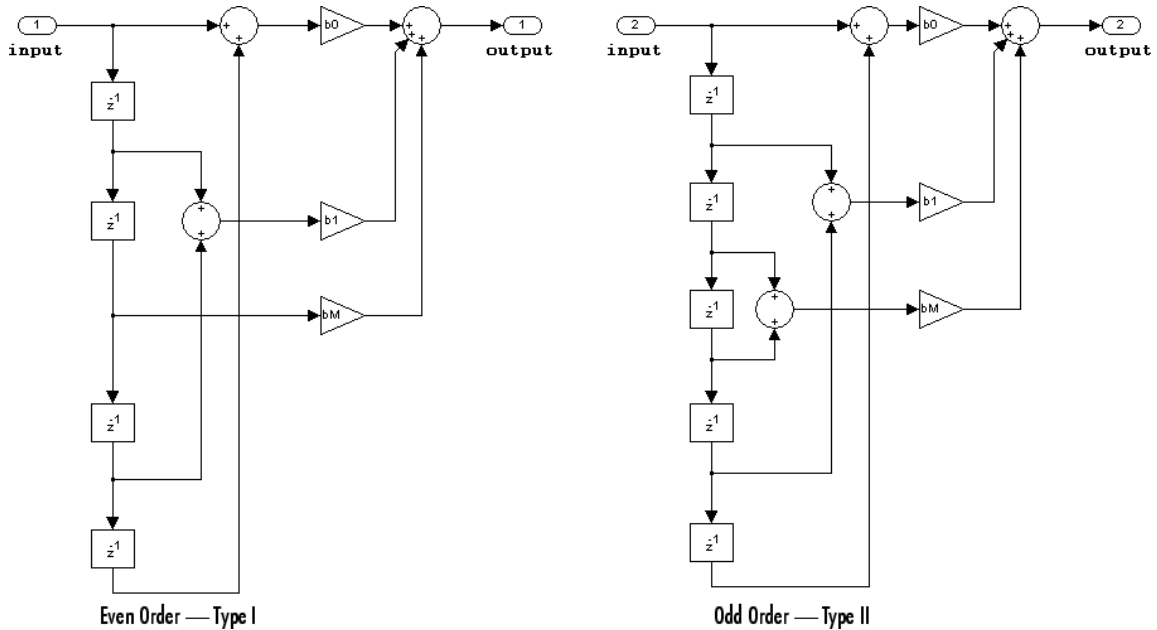 1
input
b0
1
output
z⁻¹
z⁻¹
b1
bM
z⁻¹
z⁻¹
+
+
+
+
+
+
+
Even Order — Type I
2
input
b0
2
output
z⁻¹
z⁻¹
b1
z⁻¹
bM
z⁻¹
z⁻¹
+
+
+
+
+
+
+
+
+
Odd Order — Type II